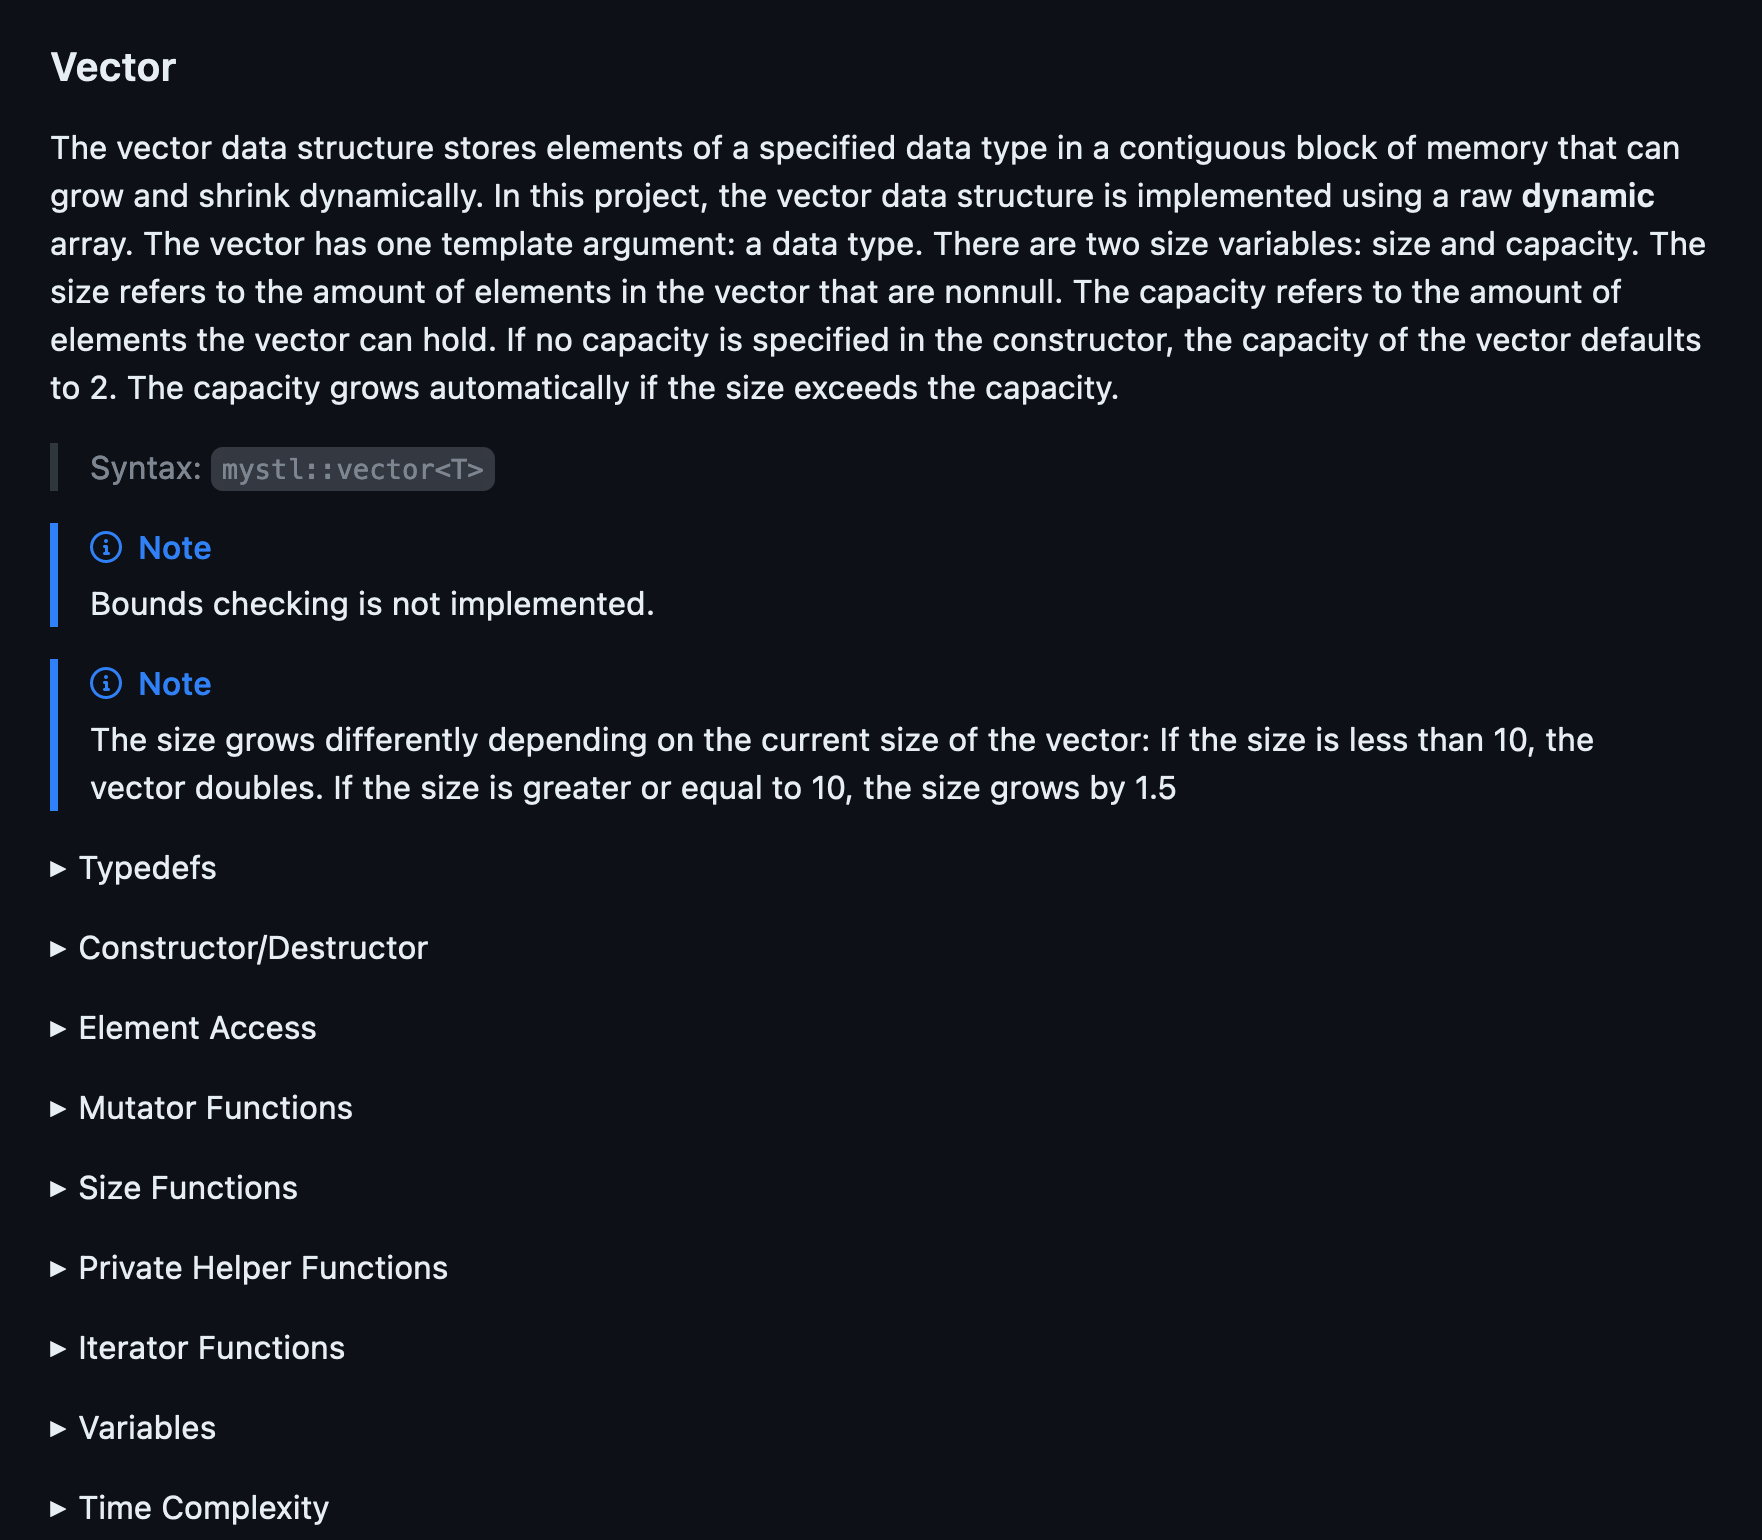 Vector
The vector data structure stores elements of a specified data type in a contiguous block of memory that can
grow and shrink dynamically. In this project, the vector data structure is implemented using a raw dynamic
array. The vector has one template argument: a data type. There are two size variables: size and capacity. The
size refers to the amount of elements in the vector that are nonnull. The capacity refers to the amount of
elements the vector can hold. If no capacity is specified in the constructor, the capacity of the vector defaults
to 2. The capacity grows automatically if the size exceeds the capacity.
Syntax: mystl::vector<T>
Note
Bounds checking is not implemented.
Note
The size grows differently depending on the current size of the vector: If the size is less than 10, the
vector doubles. If the size is greater or equal to 10, the size grows by 1.5
Typedefs
Constructor/Destructor
Element Access
Mutator Functions
Size Functions
Private Helper Functions
Iterator Functions
Variables
Time Complexity